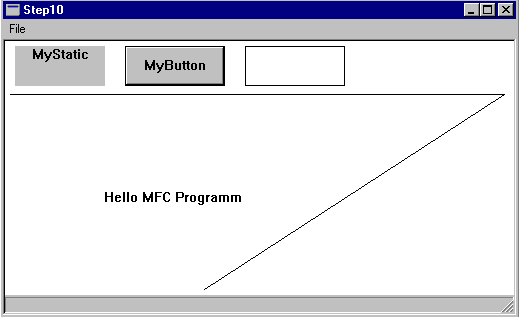 Step10
File
MyStatic
MyButton
Hello MFC Programm